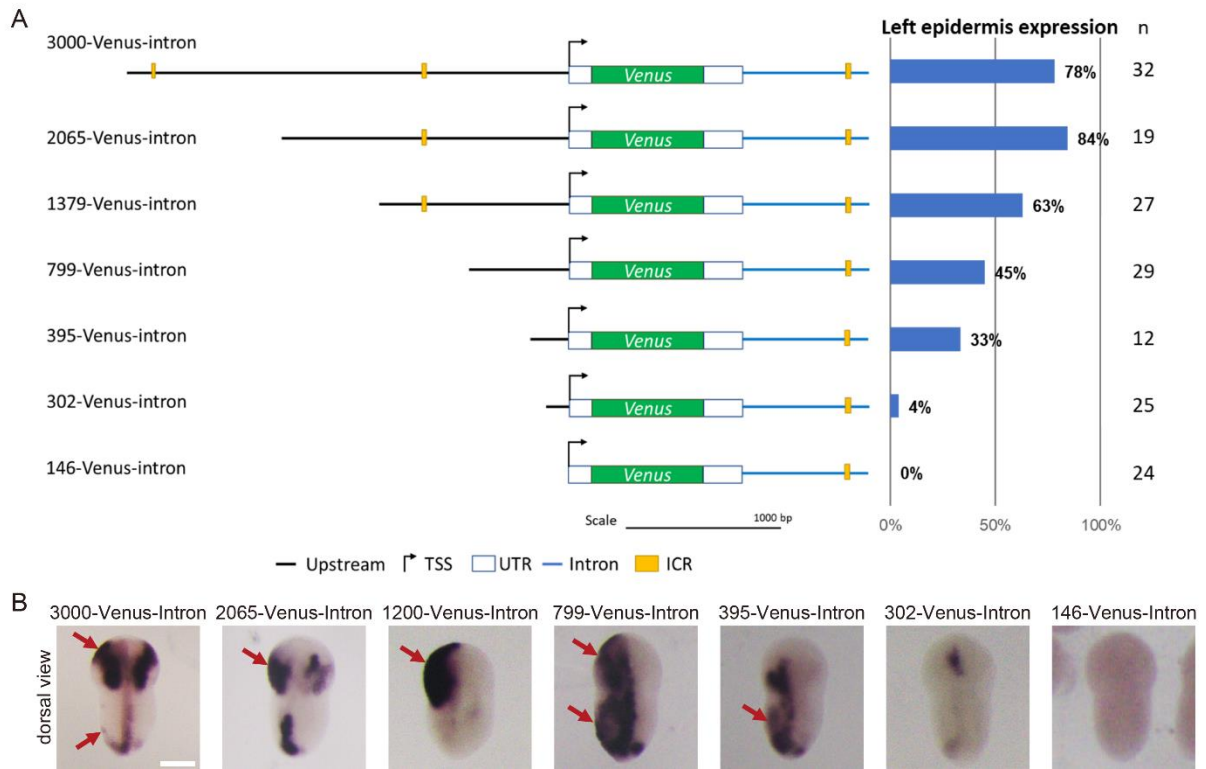 A
Left epidermis expression n
3000-Venus-intron
Venus 78% 32
2065-Venus-intron Venus 84% 19
1379-Venus-intron Venus 63% 27
799-Venus-intron Venus 45% 29
395-Venus-intron Venus 33% 12
302-Venus-intron Venus 4% 25
146-Venus-intron Venus 0% 24
Scale 1000 bp 0% 50% 100%
Upstream TSS UTR Intron ICR
B
3000-Venus-Intron 2065-Venus-Intron 1200-Venus-Intron 799-Venus-Intron 395-Venus-Intron 302-Venus-Intron 146-Venus-Intron
dorsal view